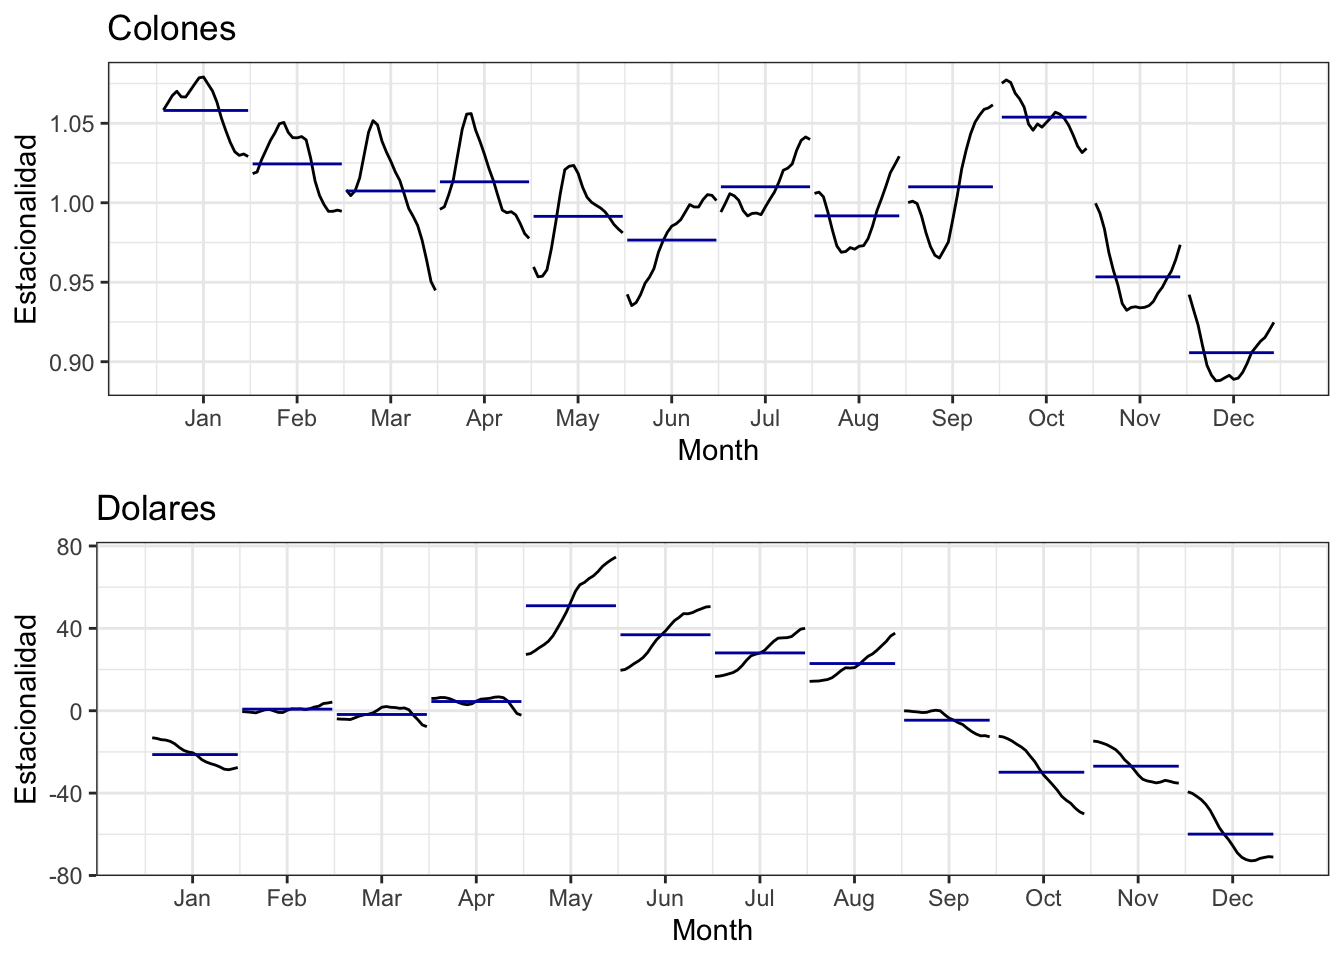 Colones
Estacionalidad
1.05
1.00
0.95
0.90
Jan Feb Mar Apr May Jun Jul Aug Sep Oct Nov Dec
Month
Dolares
Estacionalidad
80
40
0
-40
-80
Jan Feb Mar Apr May Jun Jul Aug Sep Oct Nov Dec
Month